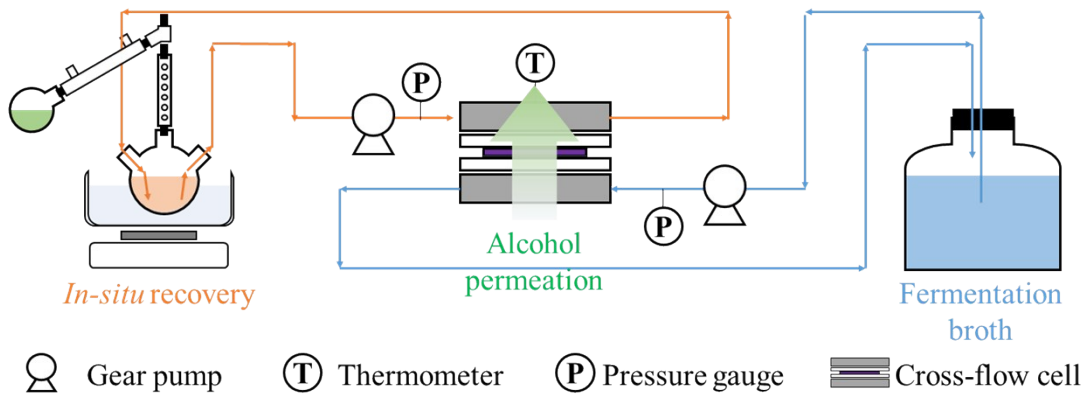 P
T
P
Alcohol
permeation
In-situ recovery
Fermentation
broth
Gear pump
T Thermometer
P Pressure gauge
Cross-flow cell